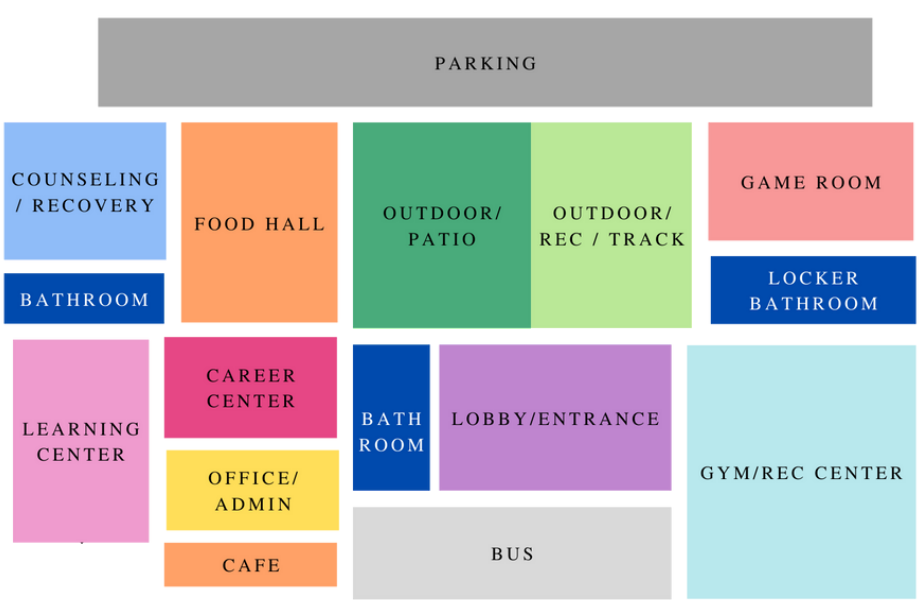 PARKING
COUNSELING
/ RECOVERY
FOOD HALL
OUTDOOR/
PATIO
OUTDOOR/
REC / TRACK
GAME ROOM
BATHROOM
LOCKER
BATHROOM
LEARNING
CENTER
CAREER
CENTER
BATH
ROOM
LOBBY/ENTRANCE
GYM/REC CENTER
OFFICE/
ADMIN
CAFE
BUS